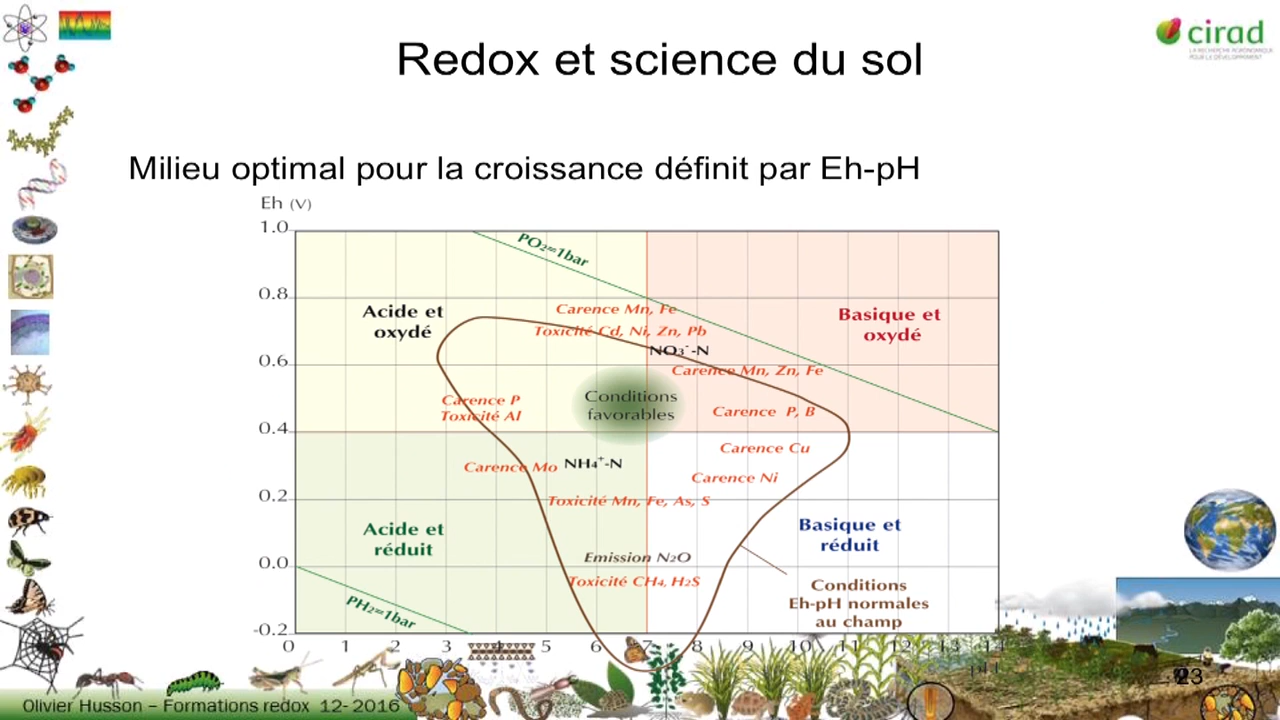 cirad
LA RECHERCHE AGRONOMIQUE
POUR LE DÉVELOPPEMENT
Redox et science du sol
Milieu optimal pour la croissance définit par Eh-pH
Eh (V)
1.0
PO₂=1bar
0.8
Acide et
oxydé
Carence Mn, Fe
Toxicité Cd, Ni, Zn, Pb
NO₃⁻-N
Basique et
oxydé
0.6
Carence Mn, Zn, Fe
Carence P
Toxicité Al
Conditions
favorables
Carence P, B
0.4
Carence Cu
Carence Mo
NH₄⁺-N
Carence Ni
0.2
Toxicité Mn, Fe, As, S
Acide et
réduit
Basique et
réduit
0.0
Emission N₂O
Toxicité CH₄, H₂S
PH₂=1bar
Conditions
Eh-pH normales
au champ
-0.2
0 1 2 3 4 5 6 7 8 9 10 11 12 13 14
Olivier Husson – Formations redox 12- 2016